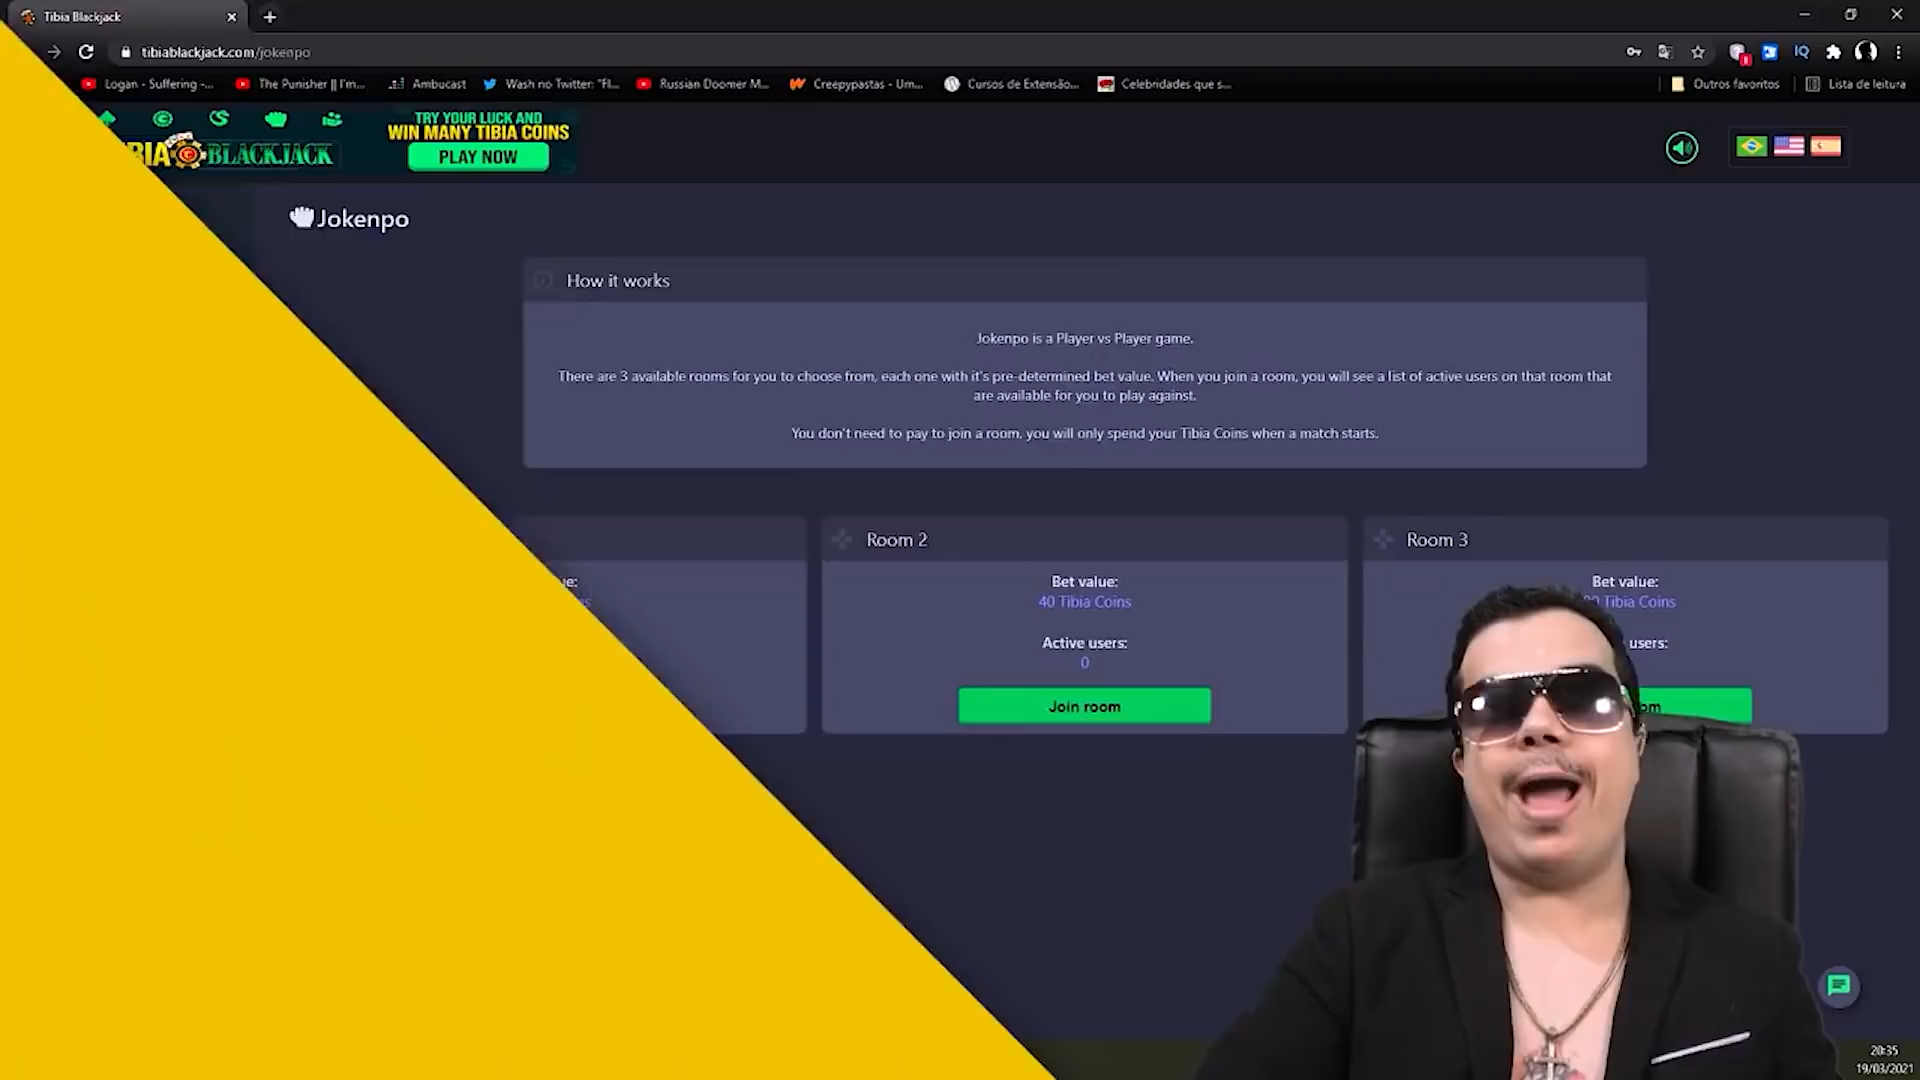 Tibia Blackjack
tibiablackjack.com/jokenpo
Logan - Suffering -...
The Punisher || I'm...
Ambucast
Wash no Twitter: "Fl...
Russian Doomer M...
Creepypastas - Um...
Cursos de Extensão...
Celebridades que s...
Outros favoritos
Lista de leitura
TRY YOUR LUCK AND
WIN MANY TIBIA COINS
PLAY NOW
BLACKJACK
Jokenpo
How it works
Jokenpo is a Player vs Player game.
There are 3 available rooms for you to choose from, each one with it's pre-determined bet value. When you join a room, you will see a list of active users on that room that
are available for you to play against.
You don't need to pay to join a room, you will only spend your Tibia Coins when a match starts.
Room 2
Bet value:
40 Tibia Coins
Active users:
0
Join room
Room 3
Bet value:
Tibia Coins
users:
20:35
19/03/2021